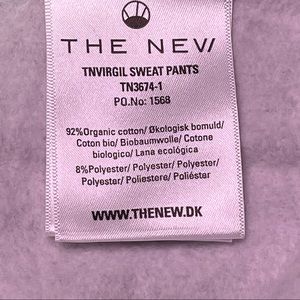 THE NEW
TNVIRGIL SWEAT PANTS
TN3674-1
PO.No: 1568
92%Organic cotton/ Økologisk bomuld/
Coton bio/ Biobaumwolle/ Cotone
biologico/ Lana ecológica
8%Polyester/ Polyester/ Polyester/
Polyester/ Poliestere/ Poliéster
WWW.THENEW.DK